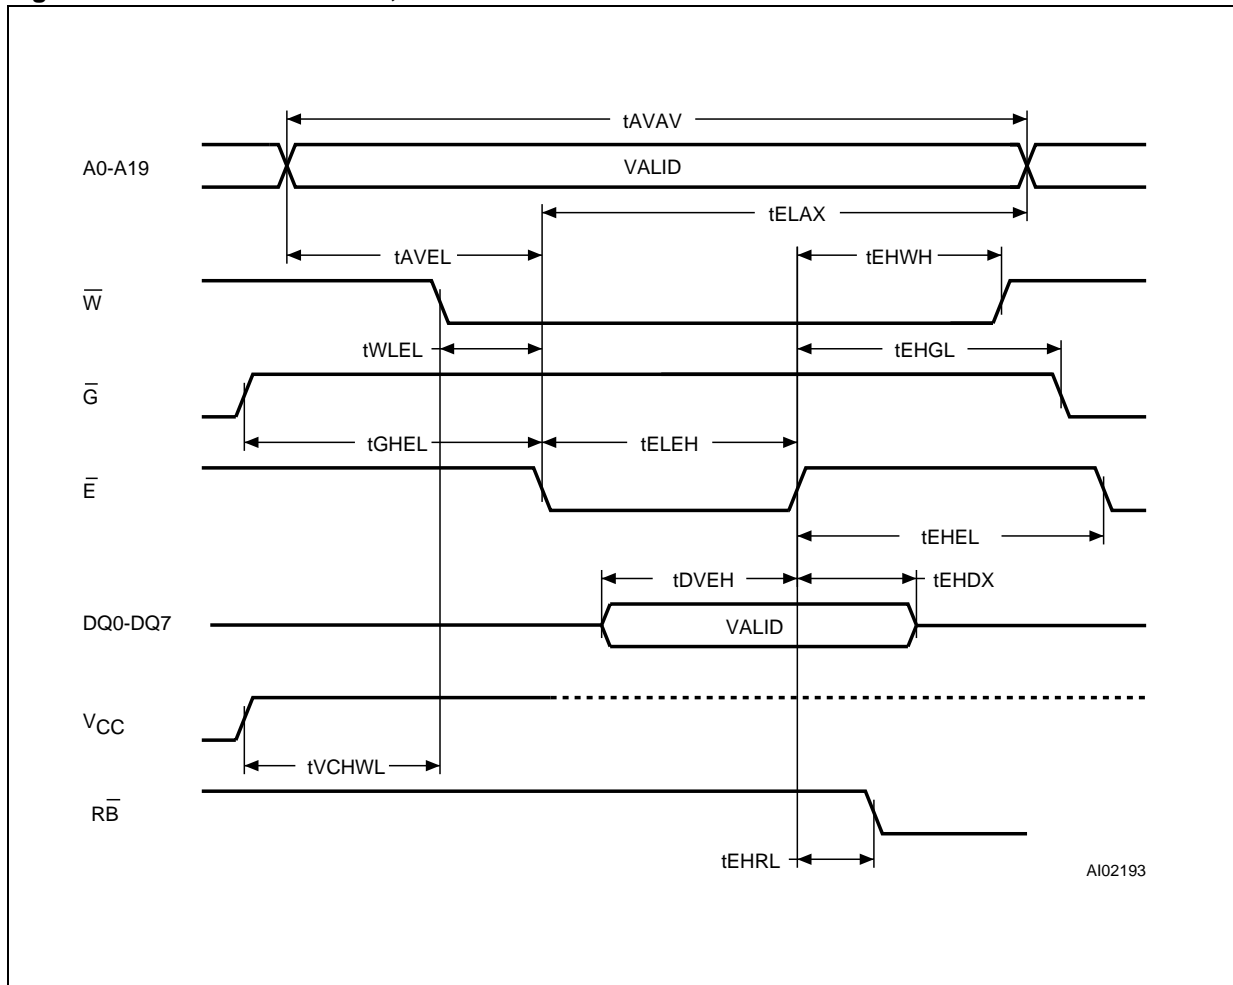 tAVAV
A0-A19
VALID
tELAX
tAVEL
tEHWH
W̅
tWLEL
tEHGL
G̅
tGHEL
tELEH
E̅
tEHEL
tDVEH
tEHDX
DQ0-DQ7
VALID
VCC
tVCHWL
RB̅
tEHRL
AI02193